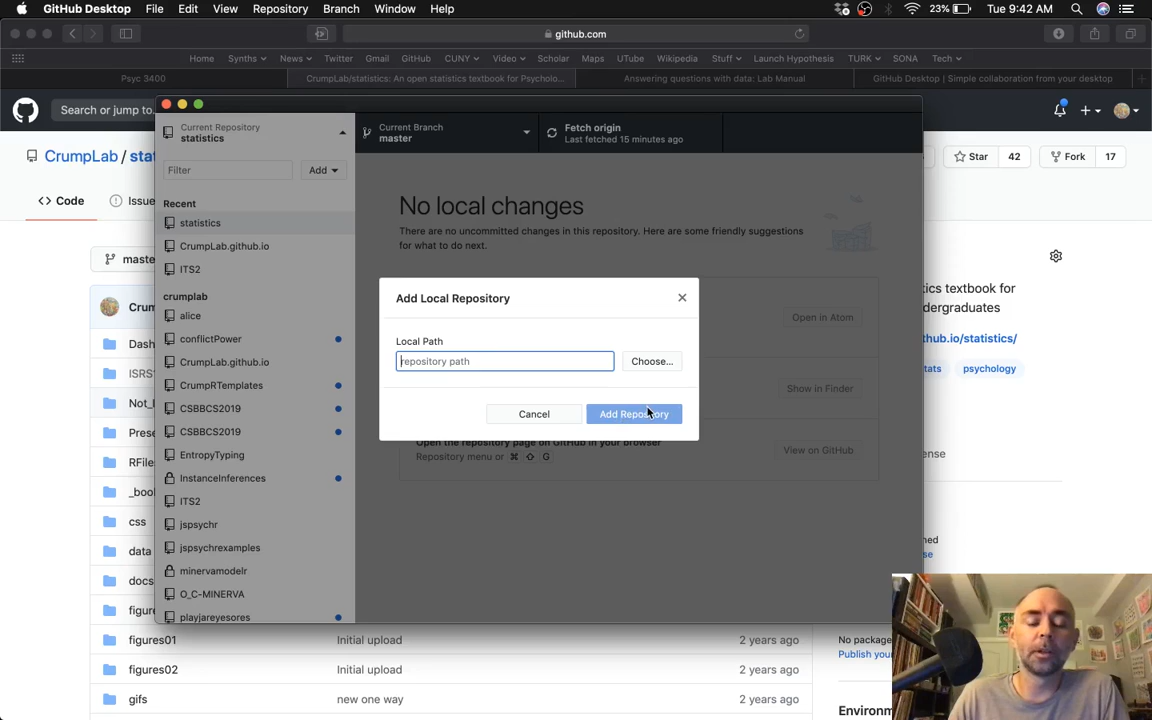 GitHub Desktop File Edit View Repository Branch Window Help 23% Tue 9:42 AM
github.com
Home Synths News Twitter Gmail GitHub CUNY Video Scholar Maps UTube Wikipedia Stuff Launch Hypothesis TURK SONA Tech
Psyc 3400 CrumpLab/statistics: An open statistics textbook for Psycholo... Answering questions with data: Lab Manual GitHub Desktop | Simple collaboration from your desktop
Search or jump to.
CrumpLab / stat
Star 42 Fork 17
Code Issue
maste
Crum
Dash
ISRS
Not_
Prese
RFile
_boo
css
data
docs
figur
figures01 Initial upload 2 years ago
figures02 Initial upload 2 years ago
gifs new one way
2 years ago
tics textbook for
dergraduates
thub.io/statistics/
tats psychology
ense
ned
se
No package
Publish your
Environm
Current Repository
statistics
Current Branch
master
Fetch origin
Last fetched 15 minutes ago
Filter Add
Recent
statistics
CrumpLab.github.io
ITS2
crumplab
alice
conflictPower
CrumpLab.github.io
CrumpRTemplates
CSBBCS2019
CSBBCS2019
EntropyTyping
InstanceInferences
ITS2
jspsychr
jspsychrexamples
minervamodelr
O_C-MINERVA
playjareyesores
No local changes
There are no uncommitted changes in this repository. Here are some friendly suggestions
for what to do next.
Open in Atom
Show in Finder
Open the repository page on GitHub in your browser
Repository menu or ⌘ ⇧ G
View on GitHub
Add Local Repository
Local Path
repository path Choose...
Cancel Add Repository